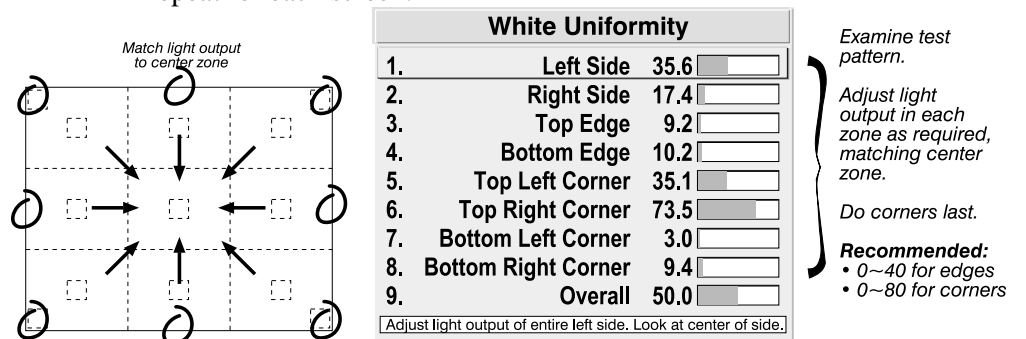 Match light output
to center zone
White Uniformity
1. Left Side 35.6
2. Right Side 17.4
3. Top Edge 9.2
4. Bottom Edge 10.2
5. Top Left Corner 35.1
6. Top Right Corner 73.5
7. Bottom Left Corner 3.0
8. Bottom Right Corner 9.4
9. Overall 50.0
Adjust light output of entire left side. Look at center of side.
Examine test
pattern.
Adjust light
output in each
zone as required,
matching center
zone.
Do corners last.
Recommended:
• 0~40 for edges
• 0~80 for corners